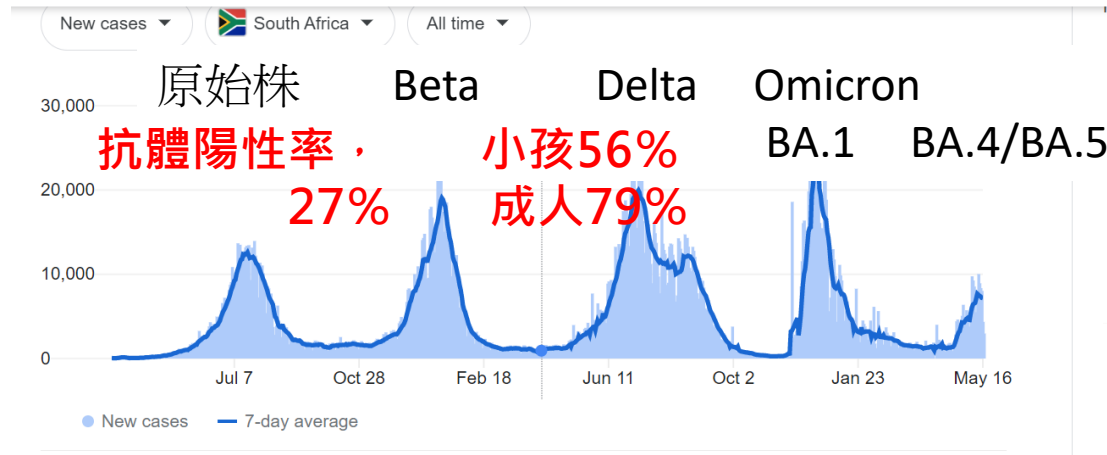 New cases South Africa All time
原始株 Beta Delta Omicron
30,000
抗體陽性率， 小孩56% BA.1 BA.4/BA.5
20,000
27% 成人79%
10,000
0
Jul 7 Oct 28 Feb 18 Jun 11 Oct 2 Jan 23 May 16
New cases 7-day average